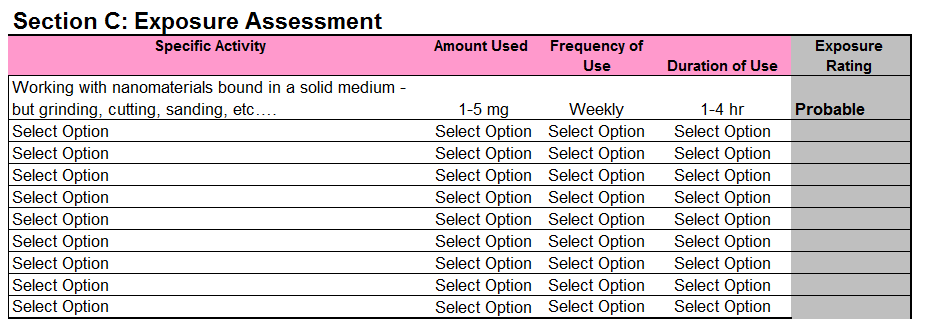 Section C: Exposure Assessment
Specific Activity Amount Used Frequency of Use Duration of Use Exposure Rating
Working with nanomaterials bound in a solid medium -
but grinding, cutting, sanding, etc…. 1-5 mg Weekly 1-4 hr Probable
Select Option Select Option Select Option Select Option
Select Option Select Option Select Option Select Option
Select Option Select Option Select Option Select Option
Select Option Select Option Select Option Select Option
Select Option Select Option Select Option Select Option
Select Option Select Option Select Option Select Option
Select Option Select Option Select Option Select Option
Select Option Select Option Select Option Select Option
Select Option Select Option Select Option Select Option